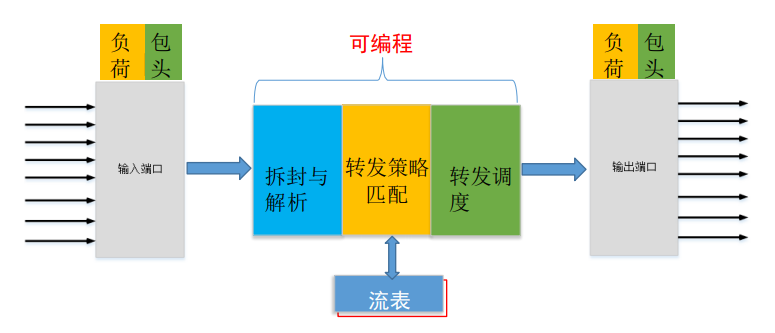 可编程
负荷
包头
输入端口
拆封与
解析
转发策略
匹配
转发调
度
流表
负荷
包头
输出端口